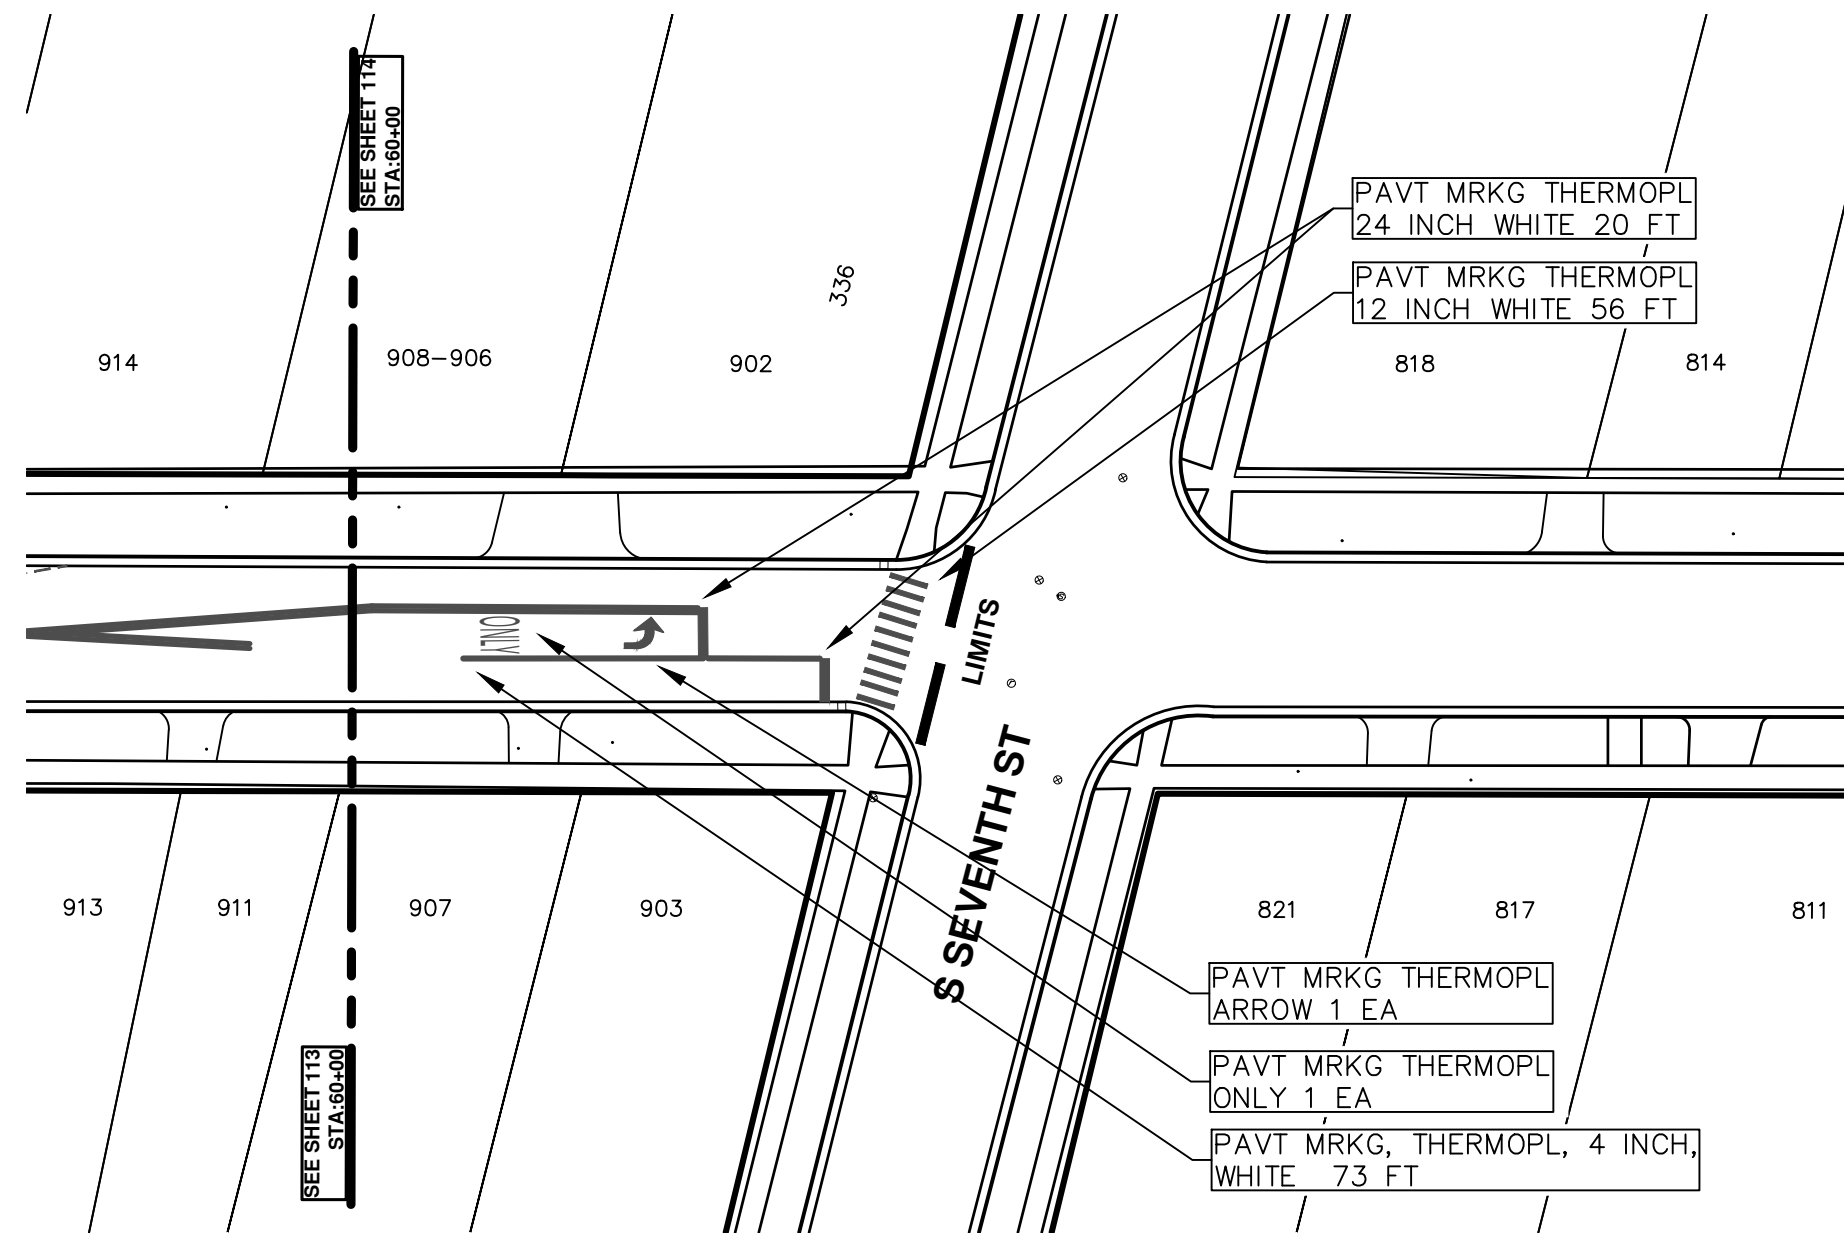 SEE SHEET 114
STA:60+00
PAVT MRKG THERMOPL
24 INCH WHITE 20 FT
PAVT MRKG THERMOPL
12 INCH WHITE 56 FT
336
914
908-906
902
818
814
ONLY
LIMITS
S SEVENTH ST
913
911
907
903
821
817
811
PAVT MRKG THERMOPL
ARROW 1 EA
PAVT MRKG THERMOPL
ONLY 1 EA
PAVT MRKG, THERMOPL, 4 INCH,
WHITE 73 FT
SEE SHEET 113
STA:60+00